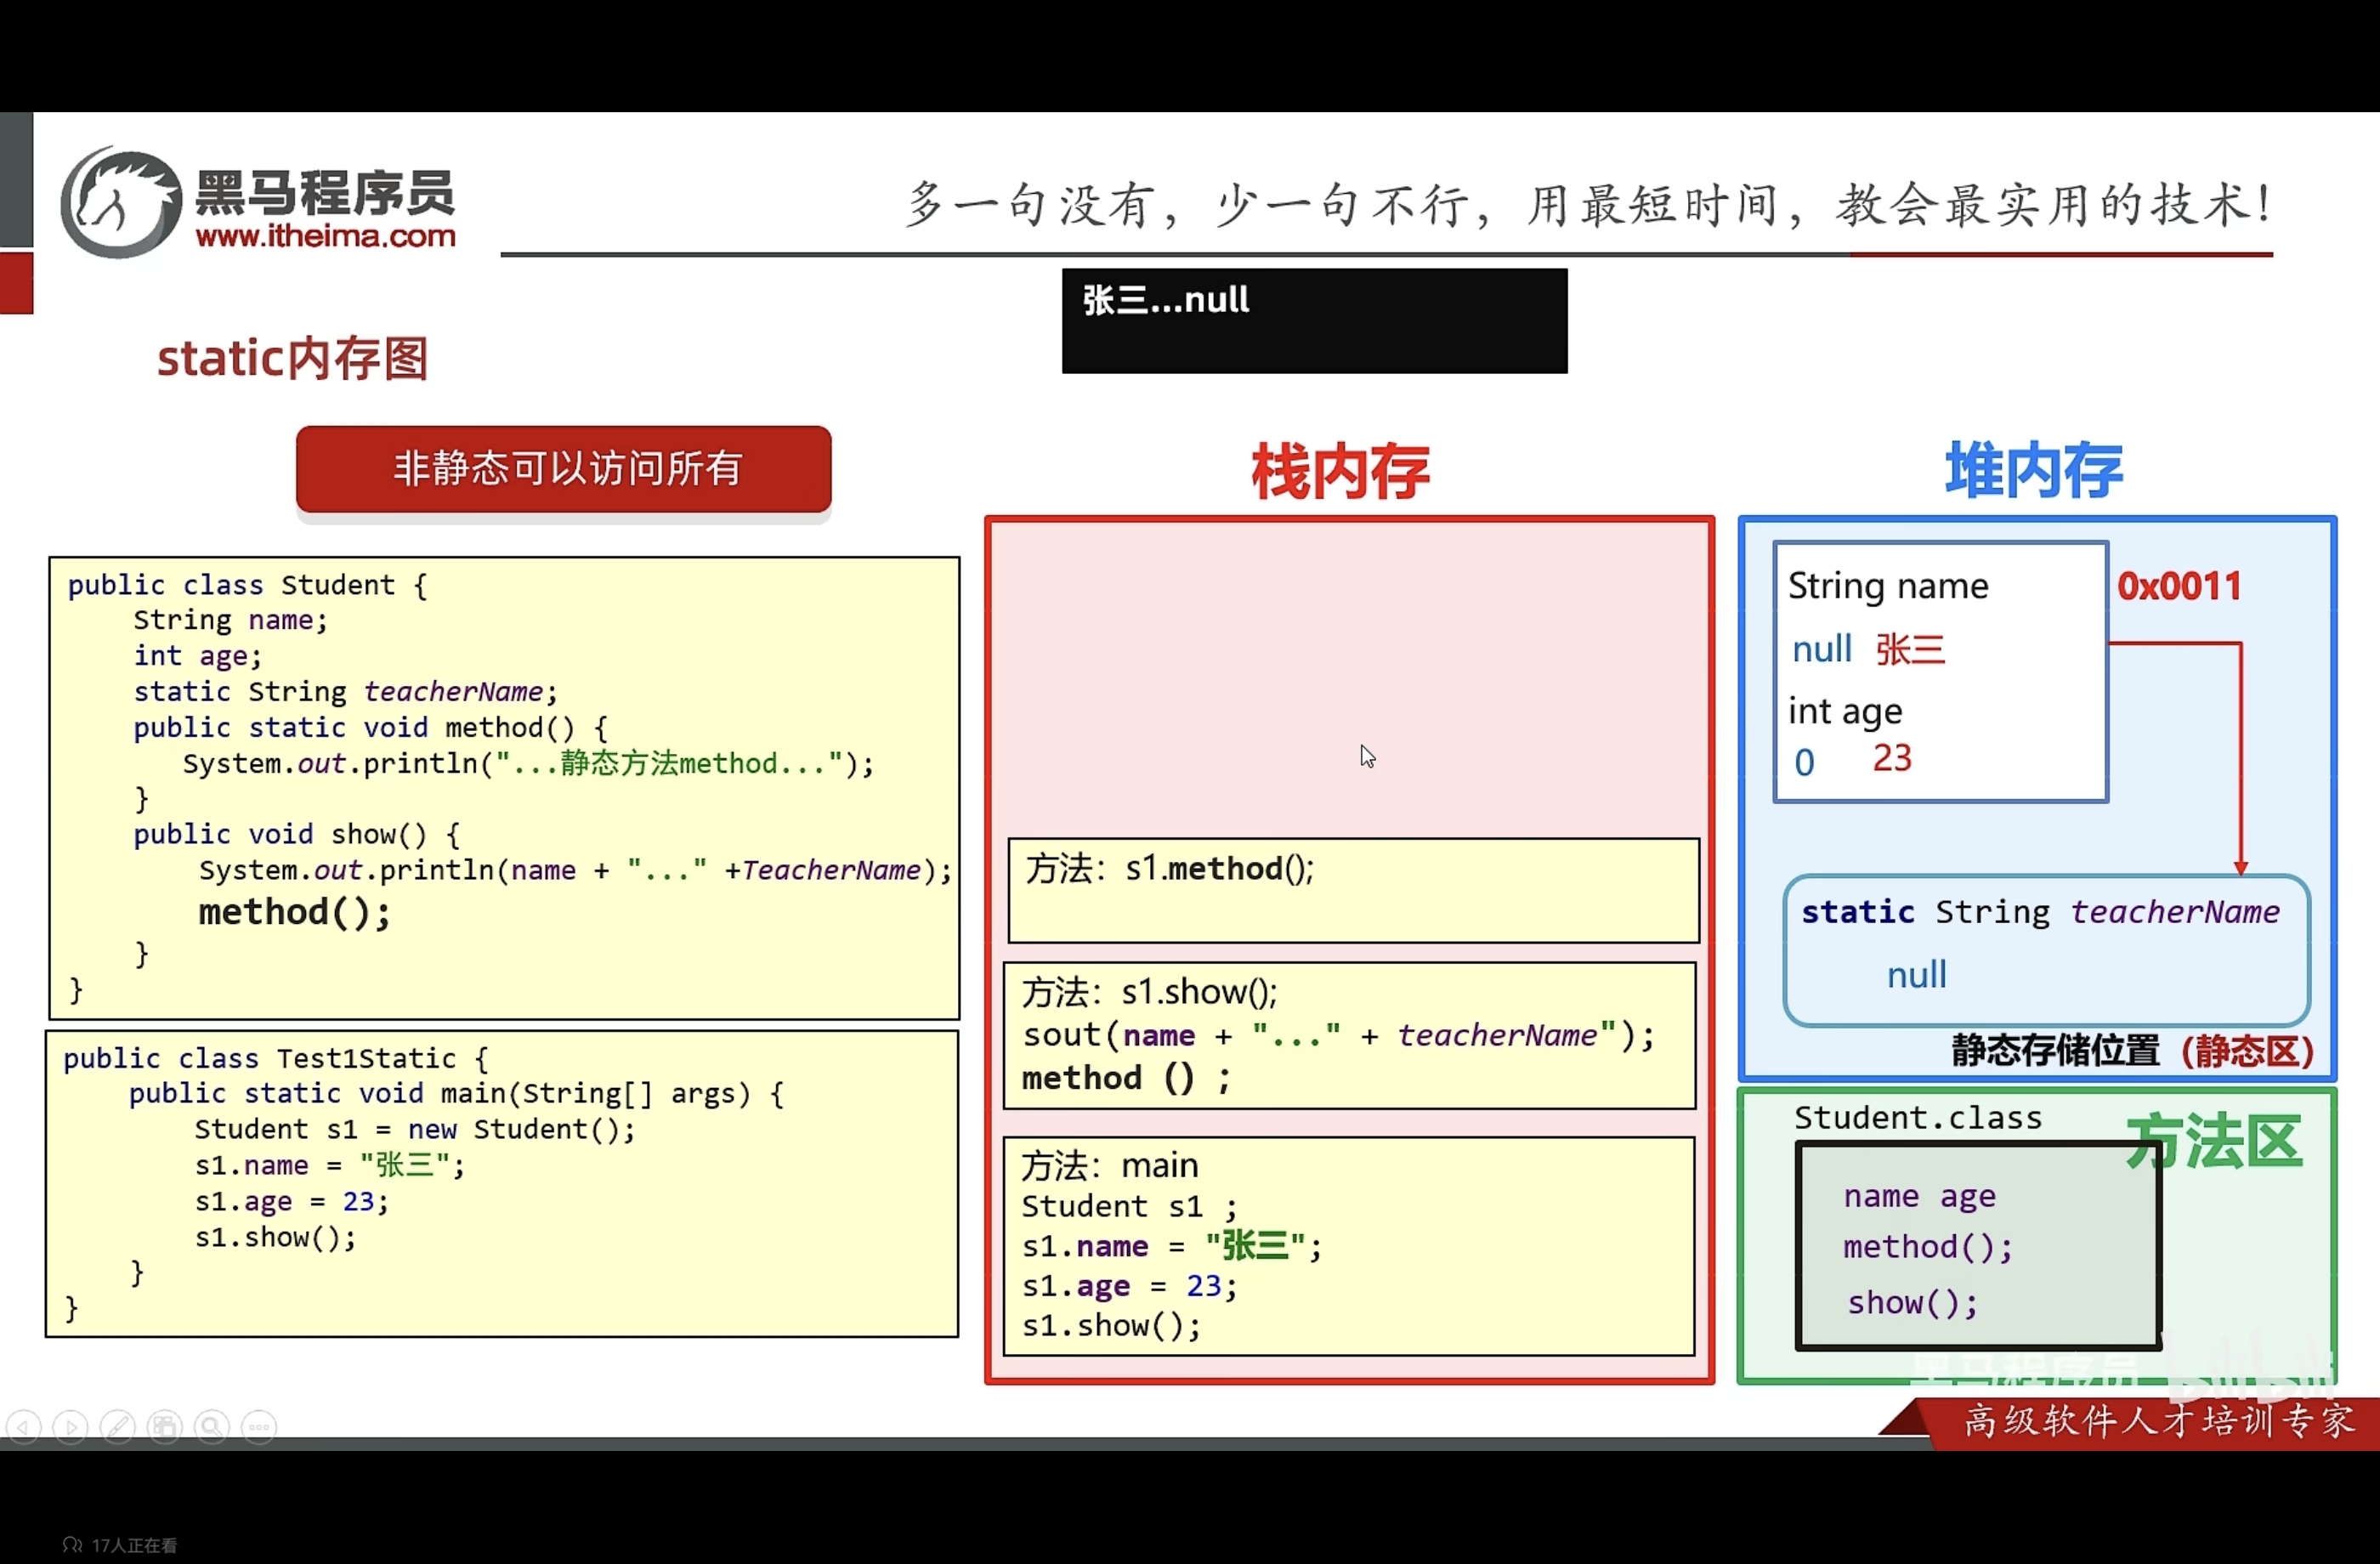 黑马程序员
www.itheima.com
多一句没有，少一句不行，用最短时间，教会最实用的技术！
张三...null
static内存图
非静态可以访问所有
public class Student {
String name;
int age;
static String teacherName;
public static void method() {
System.out.println("...静态方法method...");
}
public void show() {
System.out.println(name + "..." +TeacherName);
method();
}
}
public class Test1Static {
public static void main(String[] args) {
Student s1 = new Student();
s1.name = "张三";
s1.age = 23;
s1.show();
}
}
栈内存
方法：s1.method();
方法：s1.show();
sout(name + "..." + teacherName");
method () ;
方法：main
Student s1 ;
s1.name = "张三";
s1.age = 23;
s1.show();
堆内存
String name
0x0011
null 张三
int age
0 23
static String teacherName
null
静态存储位置（静态区）
Student.class
方法区
name age
method();
show();
黑马程序员 bilibili
高级软件人才培训专家
17人正在看